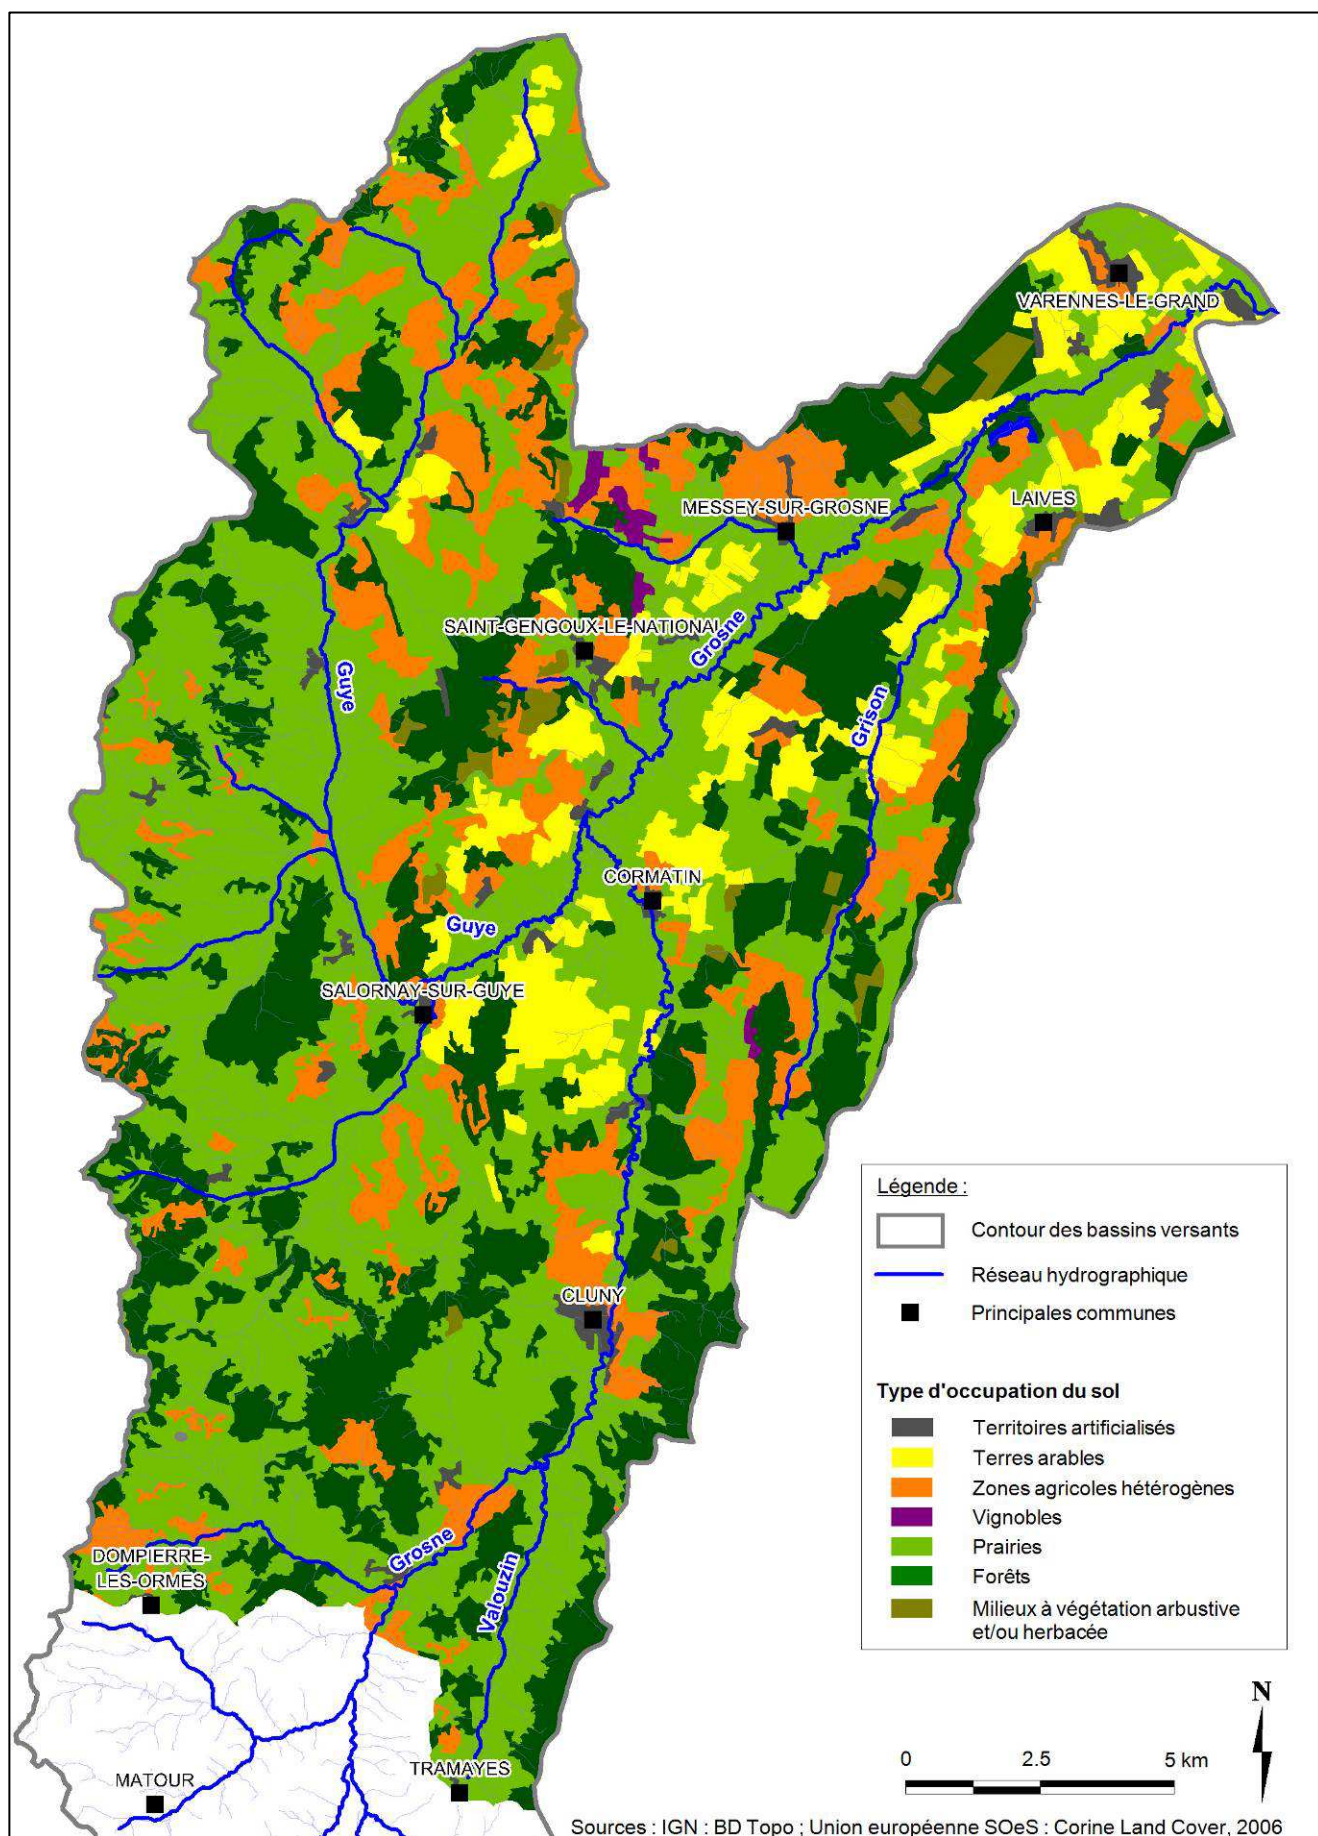 VARENNES-LE-GRAND
LAIVES
MESSEY-SUR-GROSNE
SAINT-GENGOUX-LE-NATIONAL
Grosne
Guye
Grison
CORMATIN
Guye
SALORNAY-SUR-GUYE
CLUNY
Grosne
Valouzin
DOMPIERRE-
LES-ORMES
MATOUR
TRAMAYES
Légende :
Contour des bassins versants
Réseau hydrographique
Principales communes
Type d'occupation du sol
Territoires artificialisés
Terres arables
Zones agricoles hétérogènes
Vignobles
Prairies
Forêts
Milieux à végétation arbustive
et/ou herbacée
N
0 2.5 5 km
Sources : IGN : BD Topo ; Union européenne SOeS : Corine Land Cover, 2006